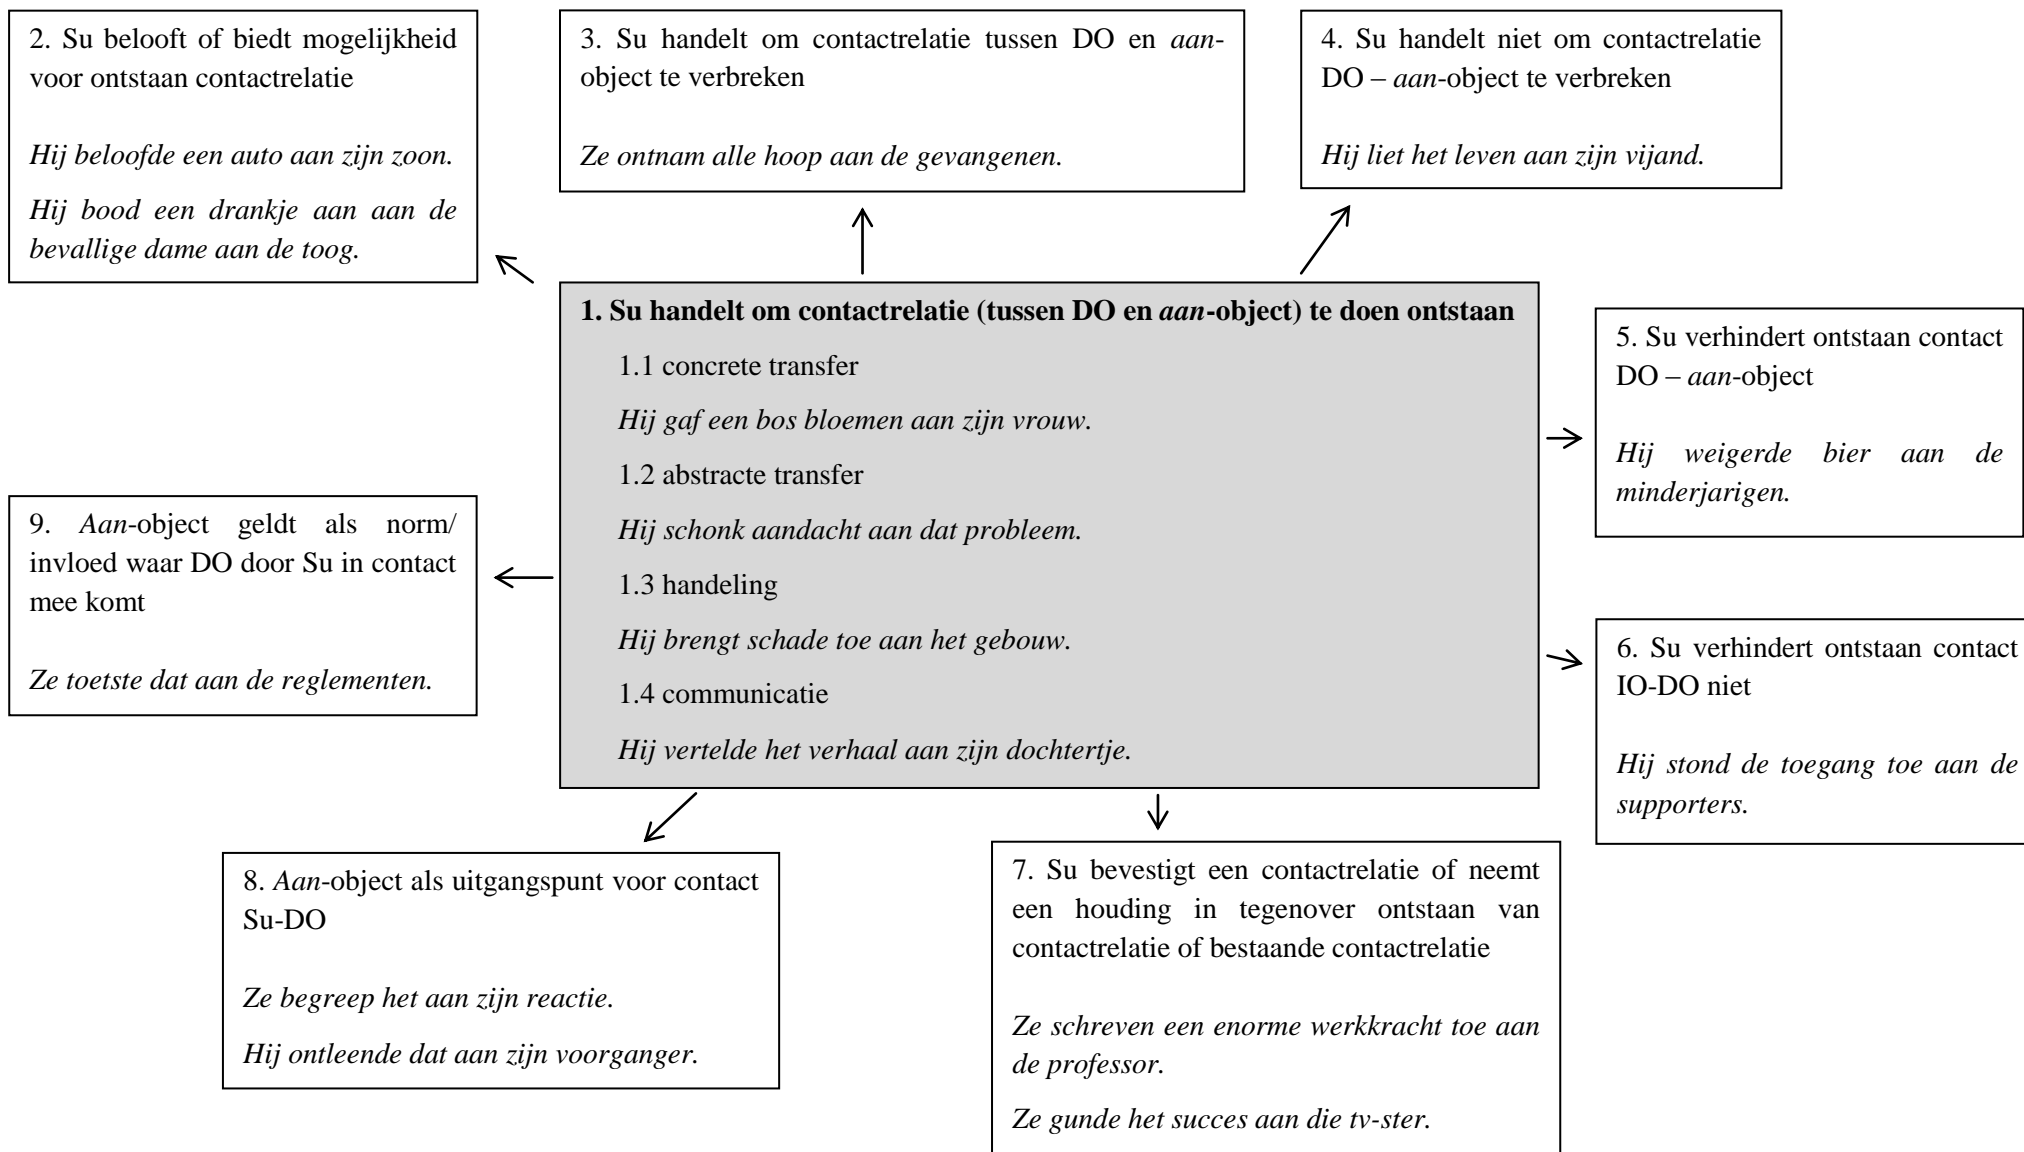 2. Su belooft of biedt mogelijkheid
voor ontstaan contactrelatie
Hij beloofde een auto aan zijn zoon.
Hij bood een drankje aan aan de
bevallige dame aan de toog.
3. Su handelt om contactrelatie tussen DO en aan-
object te verbreken
Ze ontnam alle hoop aan de gevangenen.
4. Su handelt niet om contactrelatie
DO – aan-object te verbreken
Hij liet het leven aan zijn vijand.
1. Su handelt om contactrelatie (tussen DO en aan-object) te doen ontstaan
1.1 concrete transfer
Hij gaf een bos bloemen aan zijn vrouw.
1.2 abstracte transfer
Hij schonk aandacht aan dat probleem.
1.3 handeling
Hij brengt schade toe aan het gebouw.
1.4 communicatie
Hij vertelde het verhaal aan zijn dochtertje.
5. Su verhindert ontstaan contact
DO – aan-object
Hij weigerde bier aan de
minderjarigen.
9. Aan-object geldt als norm/
invloed waar DO door Su in contact
mee komt
Ze toetste dat aan de reglementen.
6. Su verhindert ontstaan contact
IO-DO niet
Hij stond de toegang toe aan de
supporters.
8. Aan-object als uitgangspunt voor contact
Su-DO
Ze begreep het aan zijn reactie.
Hij ontleende dat aan zijn voorganger.
7. Su bevestigt een contactrelatie of neemt
een houding in tegenover ontstaan van
contactrelatie of bestaande contactrelatie
Ze schreven een enorme werkkracht toe aan
de professor.
Ze gunde het succes aan die tv-ster.